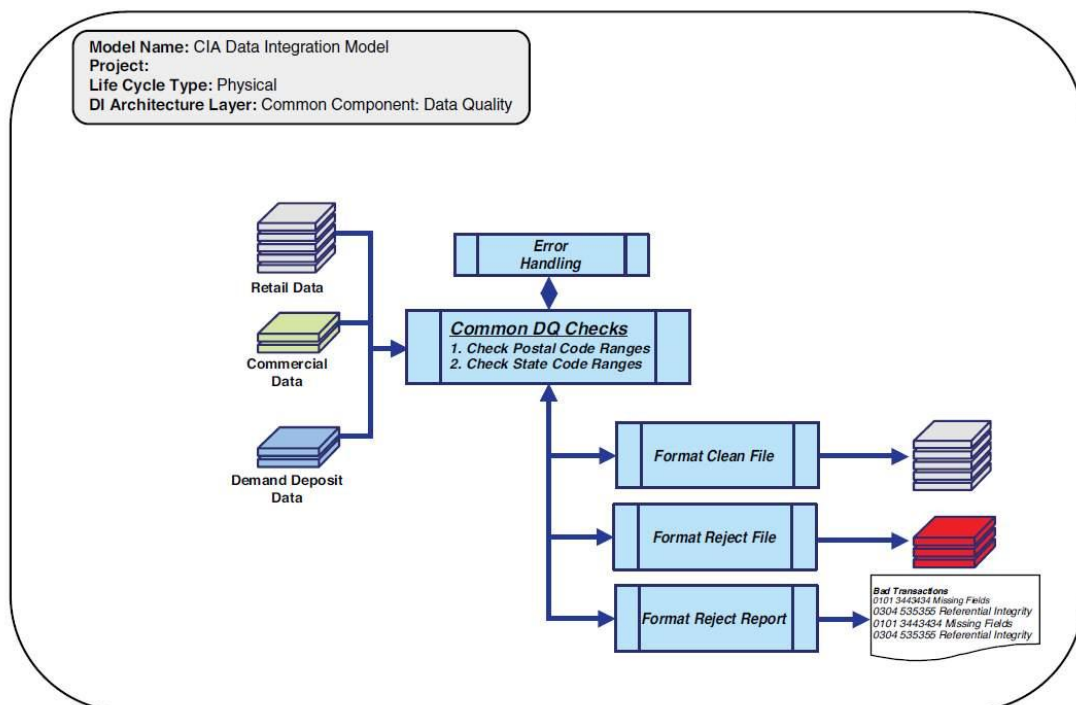 Model Name: CIA Data Integration Model
Project:
Life Cycle Type: Physical
DI Architecture Layer: Common Component: Data Quality
Retail Data
Commercial
Data
Demand Deposit
Data
Error
Handling
Common DQ Checks
1. Check Postal Code Ranges
2. Check State Code Ranges
Format Clean File
Format Reject File
Format Reject Report
Bad Transactions
0101 3443434 Missing Fields
0304 535355 Referential Integrity
0101 3443434 Missing Fields
0304 535355 Referential Integrity